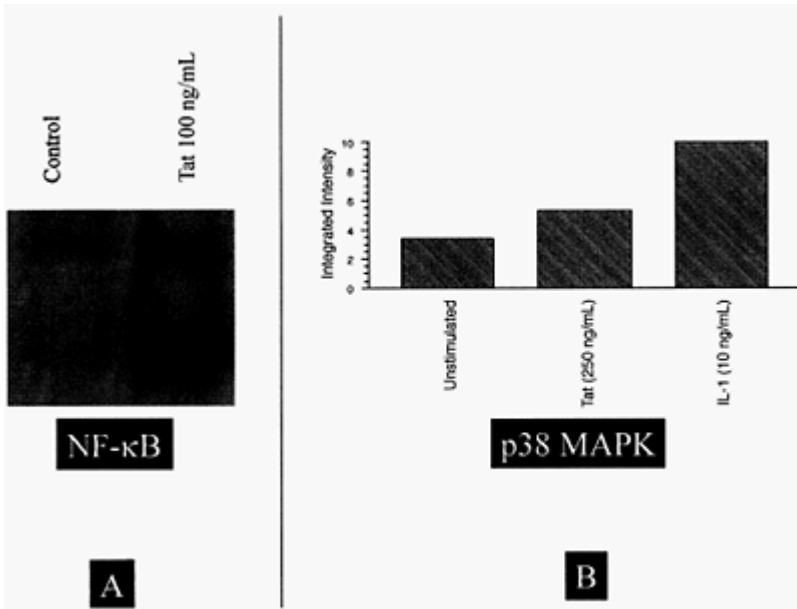 Control
Tat 100 ng/mL
NF-κB
A
Integrated Intensity
10
8
6
4
2
0
Unstimulated
Tat (250 ng/mL)
IL-1 (10 ng/mL)
p38 MAPK
B